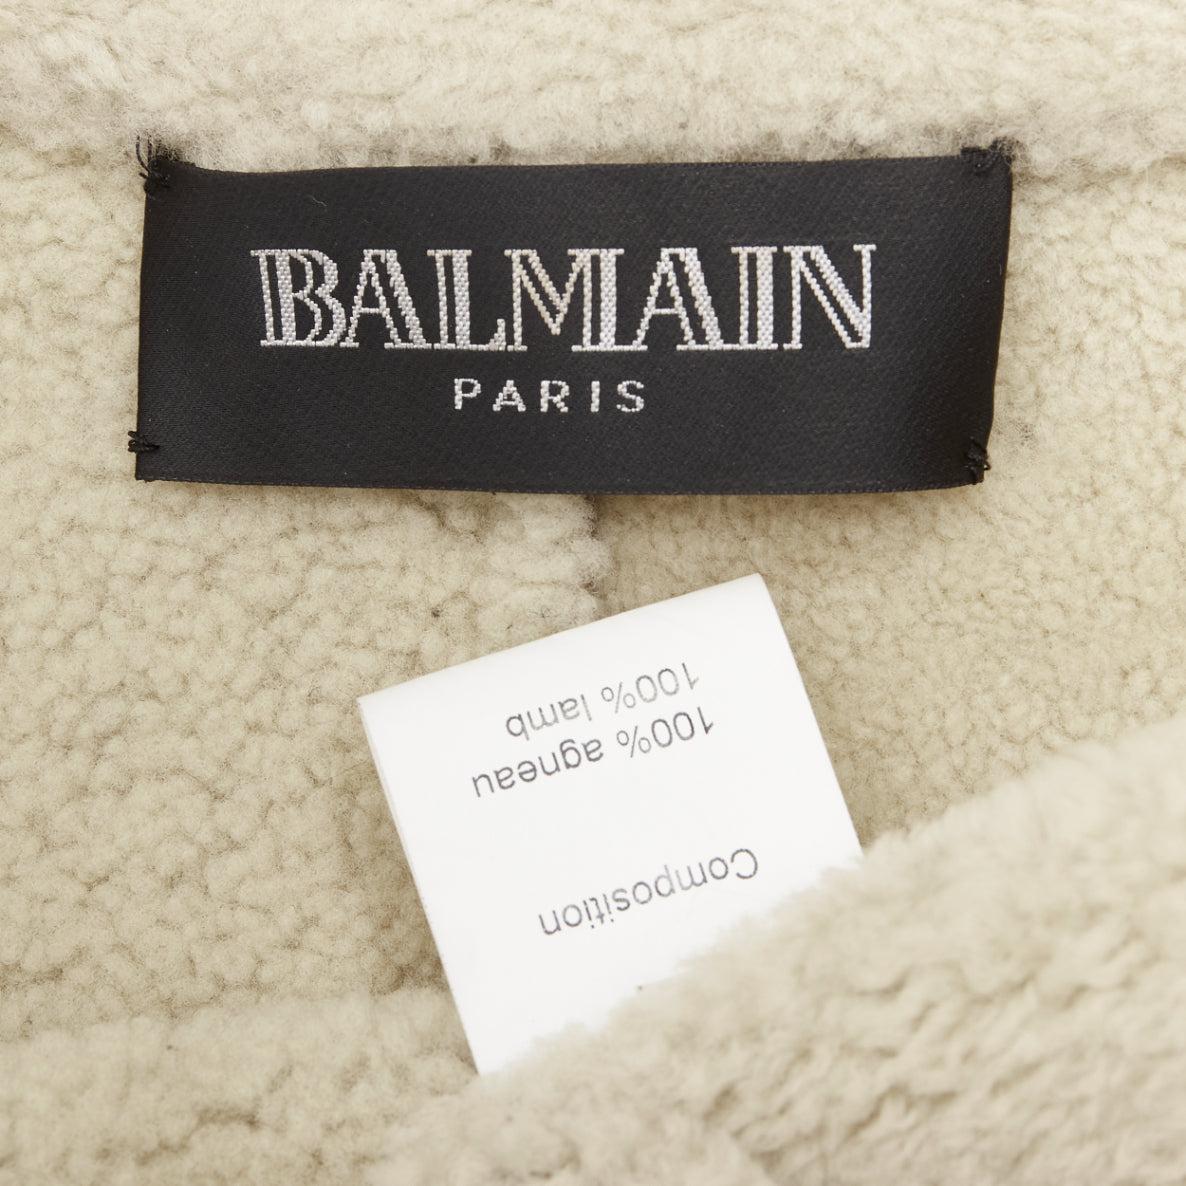 BALMAIN
PARIS
Composition
100% agneau
100% lamb